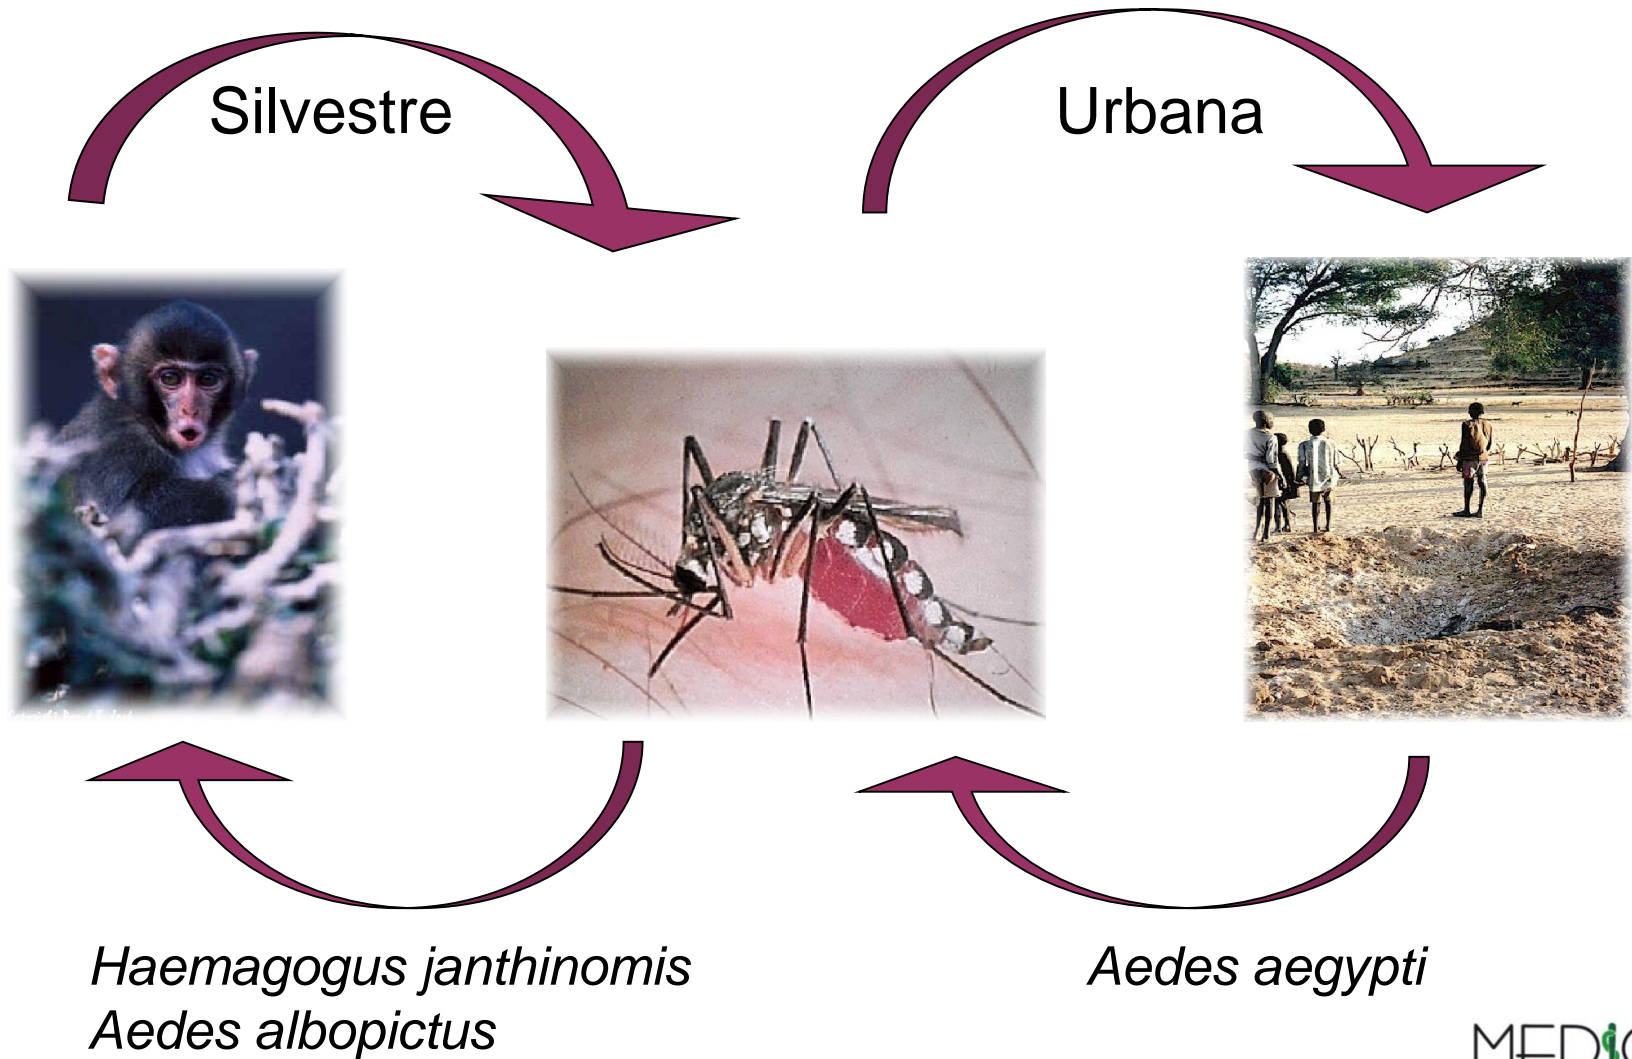 Silvestre
Urbana
Haemagogus janthinomis
Aedes aegypti
Aedes albopictus